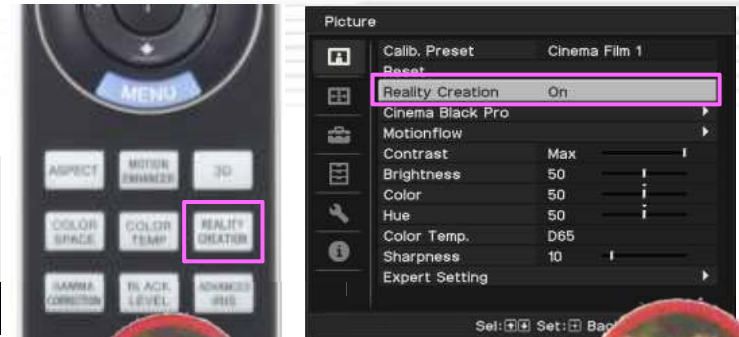 MENU
ASPECT
MOTION
ENHANCER
3D
COLOR
SPACE
COLOR
TEMP
REALITY
CREATION
GAMMA
CORRECTION
BLACK
LEVEL
ADVANCED
IRIS
Picture
Calib. Preset Cinema Film 1
Reset
Reality Creation On
Cinema Black Pro
Motionflow
Contrast Max
Brightness 50
Color 50
Hue 50
Color Temp. D65
Sharpness 10
Expert Setting
Sel: Set: